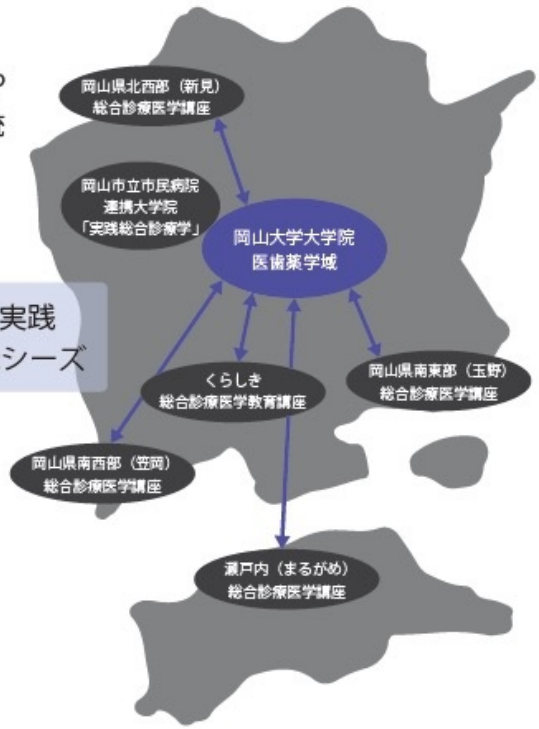 岡山県北西部（新見）
総合診療医学講座
岡山市立市民病院
連携大学院
「実践総合診療学」
岡山大学大学院
医歯薬学域
実践
シーズ
くらしき
総合診療医学教育講座
岡山県南東部（玉野）
総合診療医学講座
岡山県南西部（笠岡）
総合診療医学講座
瀬戸内（まるがめ）
総合診療医学講座